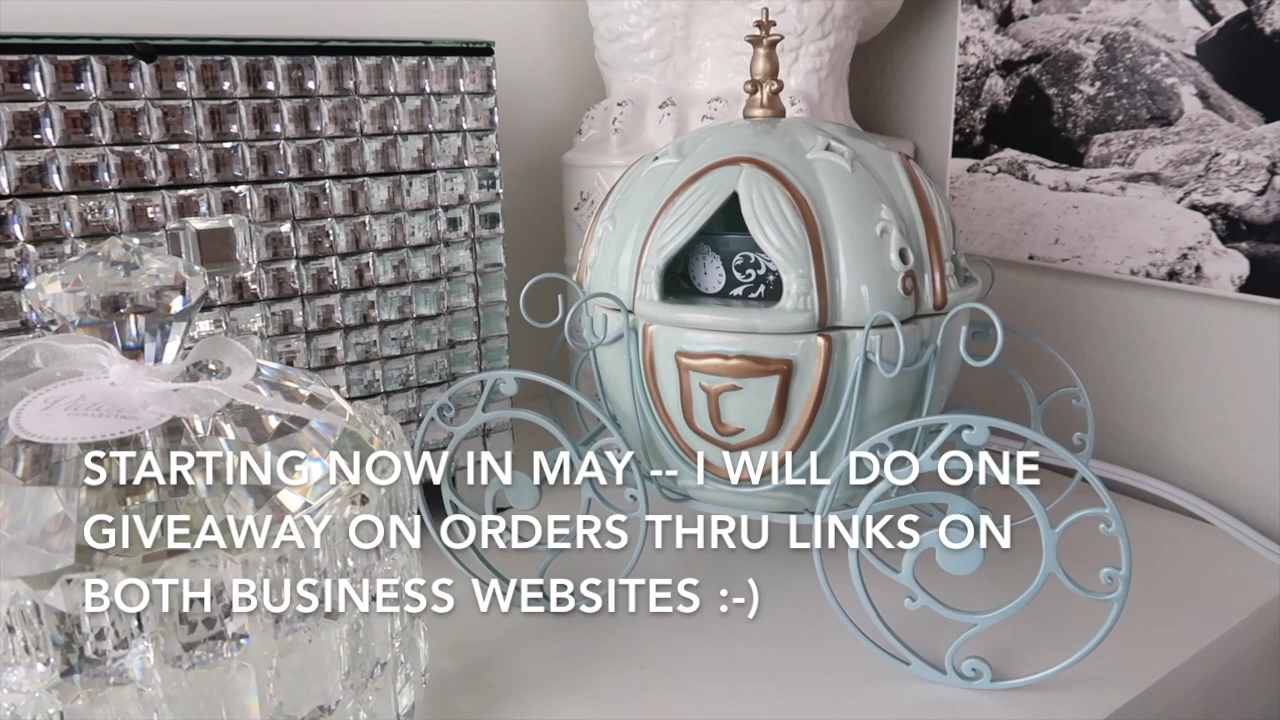 STARTING NOW IN MAY -- I WILL DO ONE
GIVEAWAY ON ORDERS THRU LINKS ON
BOTH BUSINESS WEBSITES :-)